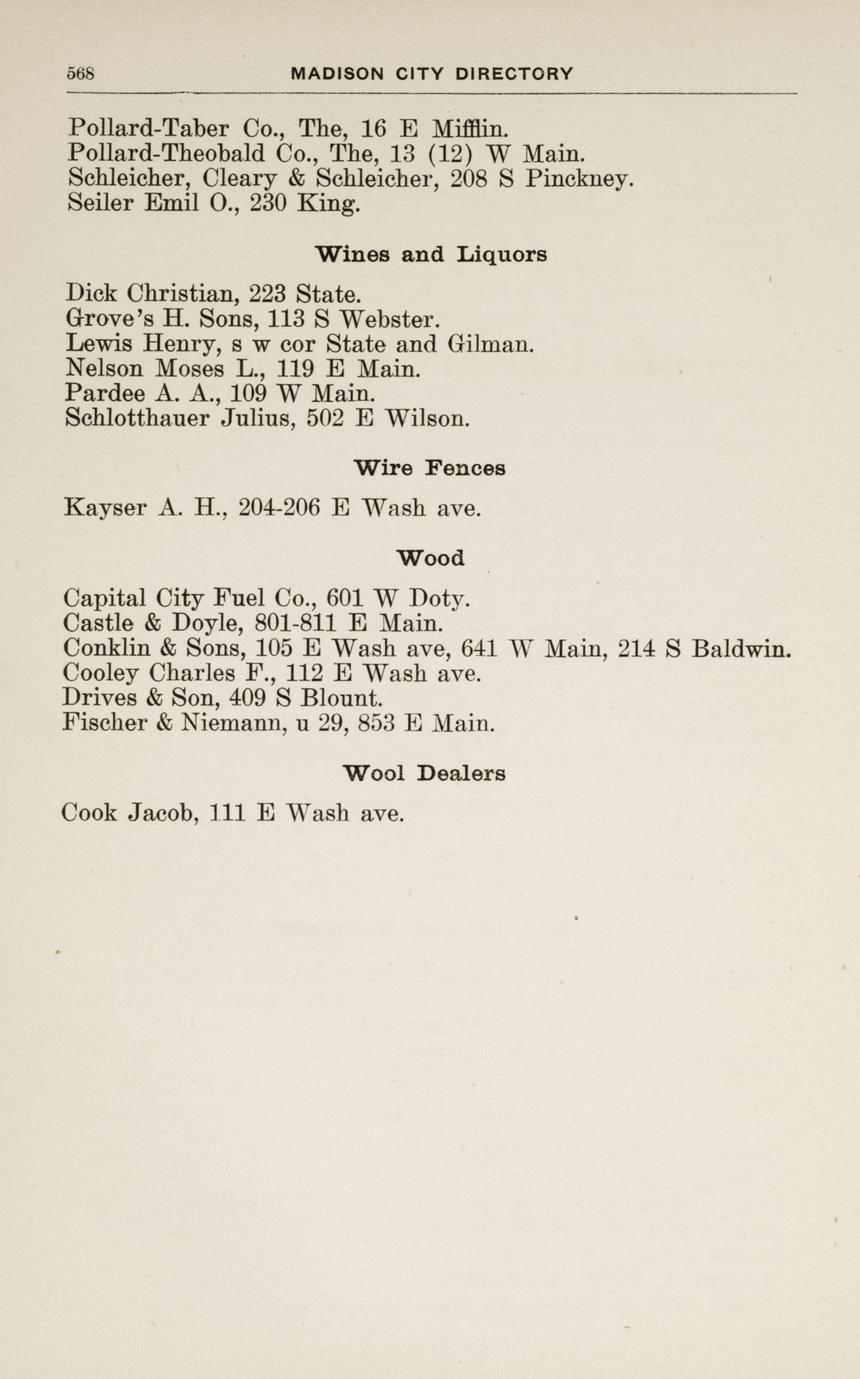 568 MADISON CITY DIRECTORY
Pollard-Taber Co., The, 16 E Mifflin.
Pollard-Theobald Co., The, 13 (12) W Main.
Schleicher, Cleary & Schleicher, 208 S Pinckney.
Seiler Emil O., 230 King.
Wines and Liquors
Dick Christian, 223 State.
Grove's H. Sons, 113 S Webster.
Lewis Henry, s w cor State and Gilman.
Nelson Moses L., 119 E Main.
Pardee A. A., 109 W Main.
Schlotthauer Julius, 502 E Wilson.
Wire Fences
Kayser A. H., 204-206 E Wash ave.
Wood
Capital City Fuel Co., 601 W Doty.
Castle & Doyle, 801-811 E Main.
Conklin & Sons, 105 E Wash ave, 641 W Main, 214 S Baldwin.
Cooley Charles F., 112 E Wash ave.
Drives & Son, 409 S Blount.
Fischer & Niemann, u 29, 853 E Main.
Wool Dealers
Cook Jacob, 111 E Wash ave.